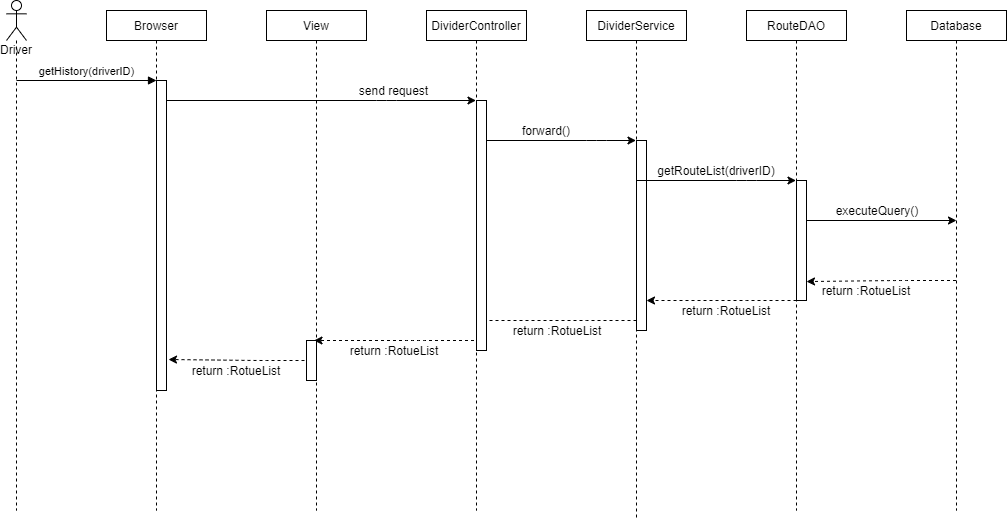 Browser
View
DividerController
DividerService
RouteDAO
Database
Driver
getHistory(driverID)
send request
forward()
getRouteList(driverID)
executeQuery()
return :RotueList
return :RotueList
return :RotueList
return :RotueList
return :RotueList